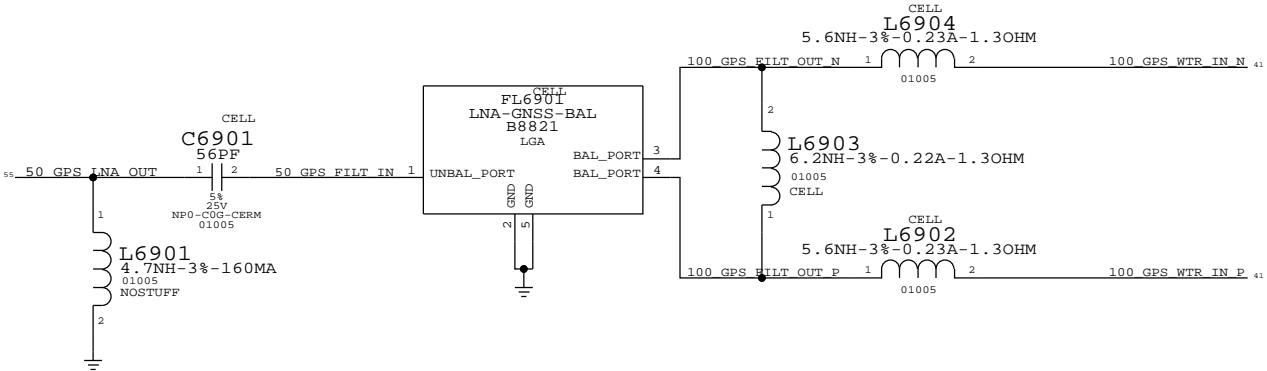 CELL
L6904
5.6NH-3%-0.23A-1.3OHM
100_GPS_FILT_OUT_N 1 2 100_GPS_WTR_IN_N 41
01005
CELL
FL6901
LNA-GNSS-BAL
B8821
LGA
CELL
C6901
56PF
55 50_GPS_LNA_OUT 1 2 50_GPS_FILT_IN 1 UNBAL_PORT
5%
25V
NP0-C0G-CERM
01005
BAL_PORT 3
BAL_PORT 4
GND GND
2 5
2
L6903
6.2NH-3%-0.22A-1.3OHM
01005
CELL
1
1
L6901
4.7NH-3%-160MA
01005
NOSTUFF
2
CELL
L6902
5.6NH-3%-0.23A-1.3OHM
100_GPS_FILT_OUT_P 1 2 100_GPS_WTR_IN_P 41
01005